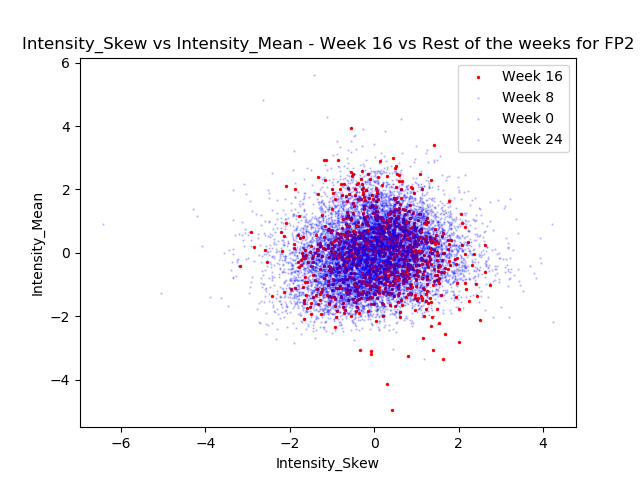 Intensity_Skew vs Intensity_Mean - Week 16 vs Rest of the weeks for FP2
Week 16
Week 8
Week 0
Week 24
Intensity_Mean
6
4
2
0
−2
−4
−6
−4
−2
0
2
4
Intensity_Skew